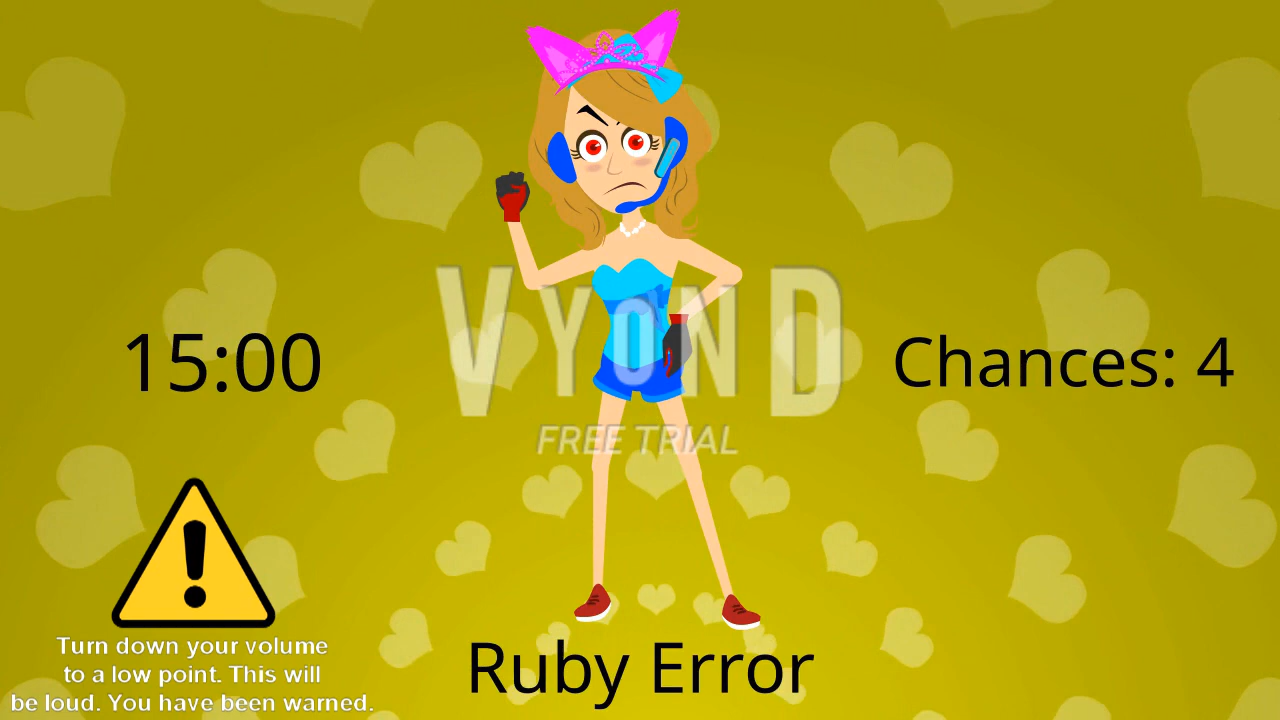 VYOND
FREE TRIAL
15:00
Chances: 4
Turn down your volume
to a low point. This will
be loud. You have been warned.
Ruby Error